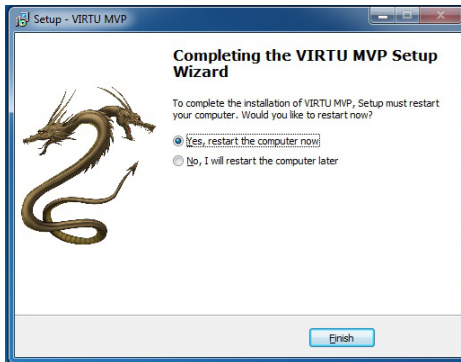 Setup - VIRTU MVP
Completing the VIRTU MVP Setup
Wizard
To complete the installation of VIRTU MVP, Setup must restart
your computer. Would you like to restart now?
Yes, restart the computer now
No, I will restart the computer later
Finish